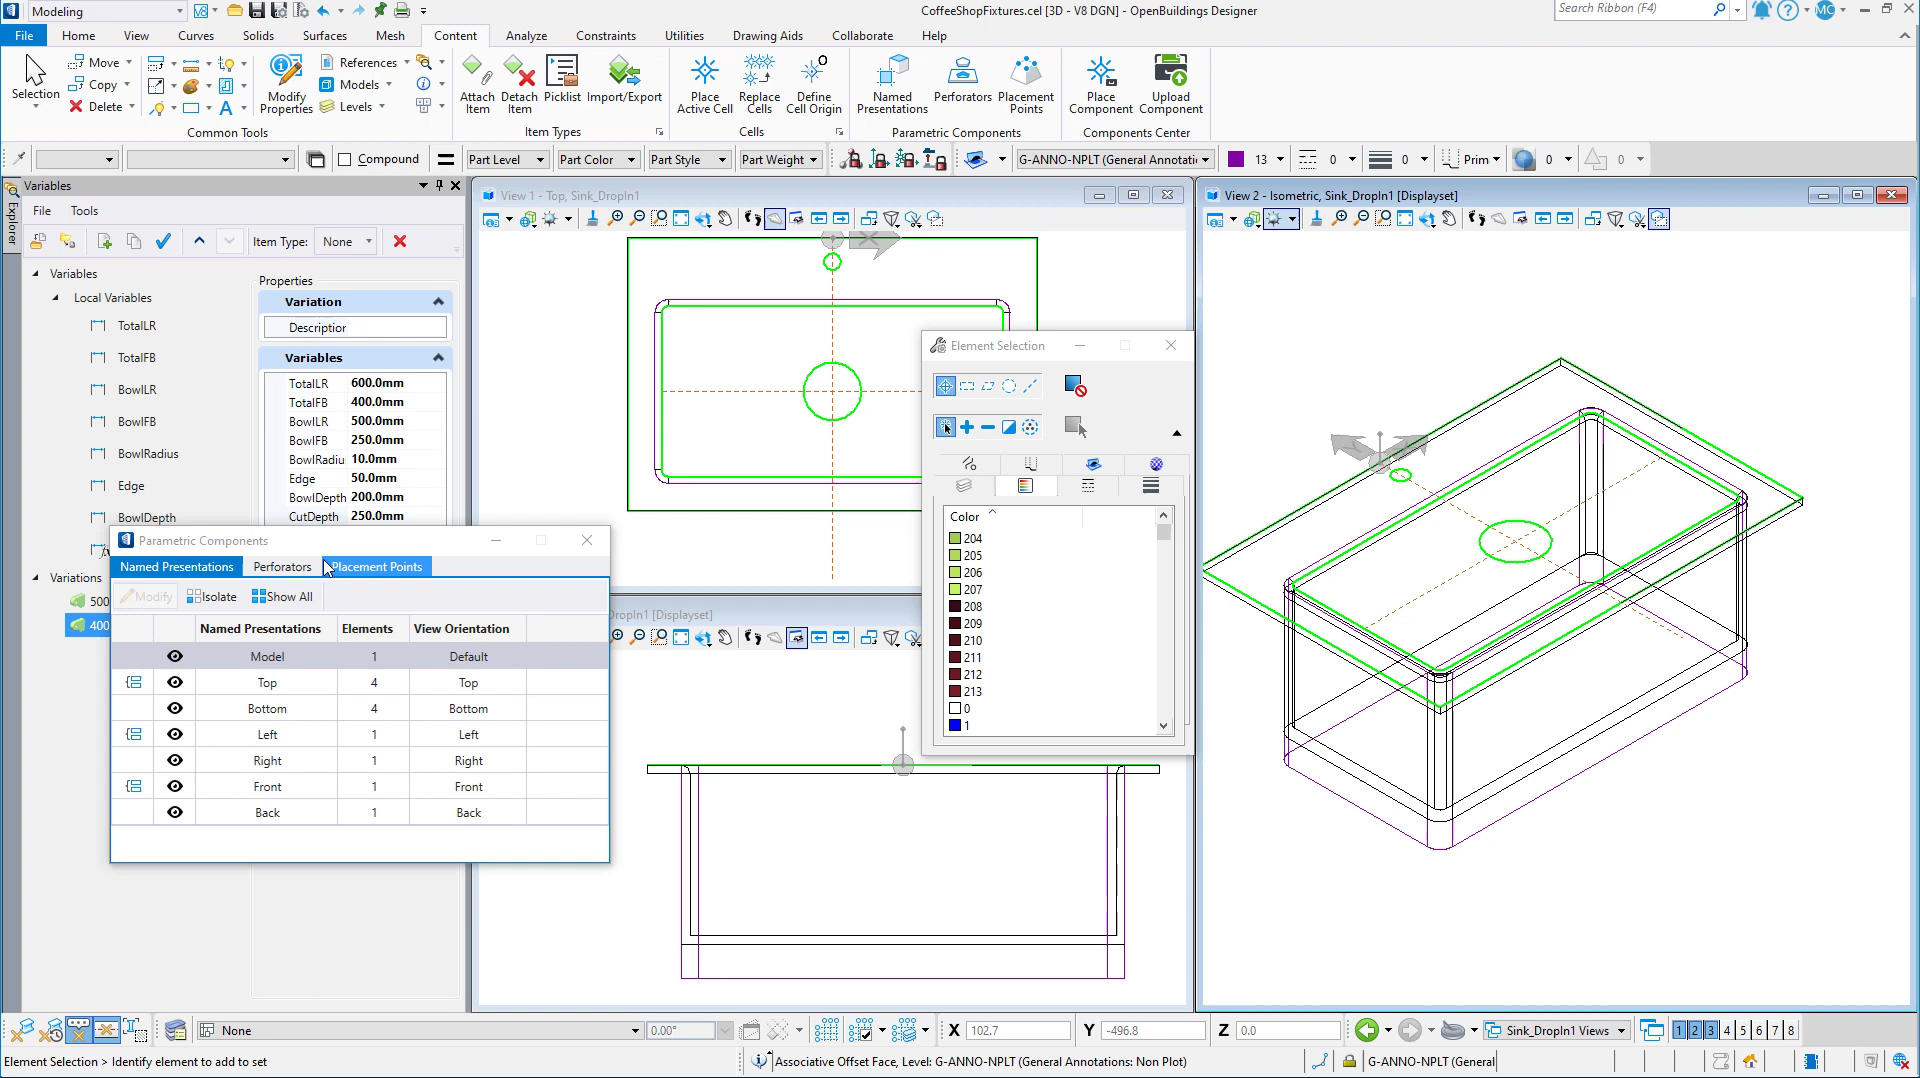 Modeling
CoffeeShopFixtures.cel [3D - V8 DGN] - OpenBuildings Designer
Search Ribbon (F4)
MC
File Home View Curves Solids Surfaces Mesh Content Analyze Constraints Utilities Drawing Aids Collaborate Help
Selection
Move
Copy
Delete
Modify Properties
References
Models
Levels
Attach Item
Detach Item
Picklist
Import/Export
Place Active Cell
Replace Cells
Define Cell Origin
Named Presentations
Perforators
Placement Points
Place Component
Upload Component
Common Tools
Item Types
Cells
Parametric Components
Components Center
Compound
Part Level
Part Color
Part Style
Part Weight
G-ANNO-NPLT (General Annotati
13
0
0
Prim
0
0
Explorer
Variables
File Tools
Item Type: None
Variables
Local Variables
TotalLR
TotalFB
BowlLR
BowlFB
BowlRadius
Edge
BowlDepth
Variations
500
400
Properties
Variation
Description
Variables
TotalLR 600.0mm
TotalFB 400.0mm
BowlLR 500.0mm
BowlFB 250.0mm
BowlRadiu 10.0mm
Edge 50.0mm
BowlDepth 200.0mm
CutDepth 250.0mm
View 1 - Top, Sink_DropIn1
View 2 - Isometric, Sink_DropIn1 [Displayset]
DropIn1 [Displayset]
Element Selection
Color
204
205
206
207
208
209
210
211
212
213
0
1
Parametric Components
Named Presentations Perforators Placement Points
Modify Isolate Show All
Named Presentations Elements View Orientation
Model 1 Default
Top 4 Top
Bottom 4 Bottom
Left 1 Left
Right 1 Right
Front 1 Front
Back 1 Back
None
0.00°
X 102.7
Y -496.8
Z 0.0
Sink_DropIn1 Views
1 2 3 4 5 6 7 8
Element Selection > Identify element to add to set
Associative Offset Face, Level: G-ANNO-NPLT (General Annotations: Non Plot)
G-ANNO-NPLT (General